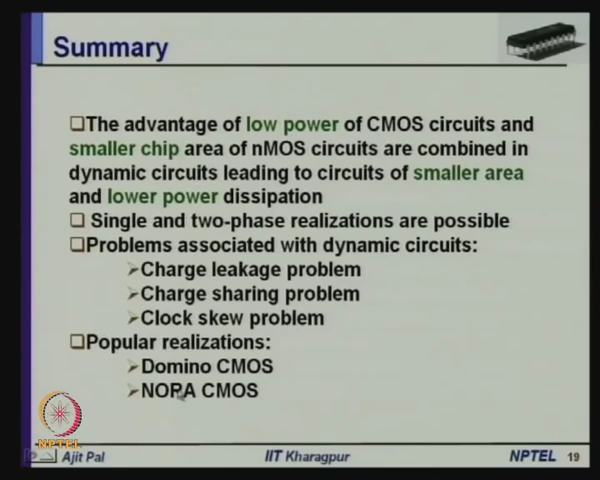 Summary
❑The advantage of low power of CMOS circuits and
smaller chip area of nMOS circuits are combined in
dynamic circuits leading to circuits of smaller area
and lower power dissipation
❑ Single and two-phase realizations are possible
❑Problems associated with dynamic circuits:
➢Charge leakage problem
➢Charge sharing problem
➢Clock skew problem
❑Popular realizations:
➢Domino CMOS
➢NORA CMOS
NPTEL
Ajit Pal IIT Kharagpur NPTEL 19